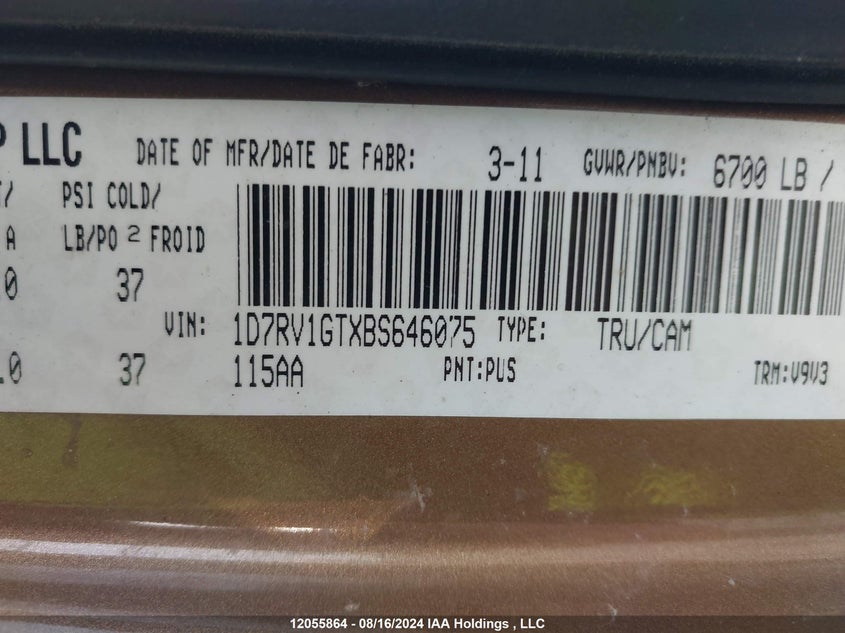 P LLC DATE OF MFR/DATE DE FABR: 3-11 GVWR/PNBV: 6700 LB /
/ PSI COLD/
A LB/PO 2 FROID
0 37
VIN: 1D7RV1GTXBS646075 TYPE: TRU/CAM
.0 37 115AA PNT:PUS TRM:V9V3
12055864 - 08/16/2024 IAA Holdings , LLC